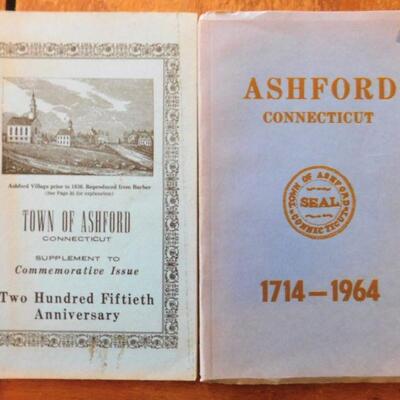 Ashford Village prior to 1836. Reproduced from Barber
(See Page 35 for explanation)
TOWN OF ASHFORD
CONNECTICUT
SUPPLEMENT TO
Commemorative Issue
Two Hundred Fiftieth
Anniversary
ASHFORD
CONNECTICUT
TOWN OF ASHFORD
SEAL
CONNECTICUT
1714—1964